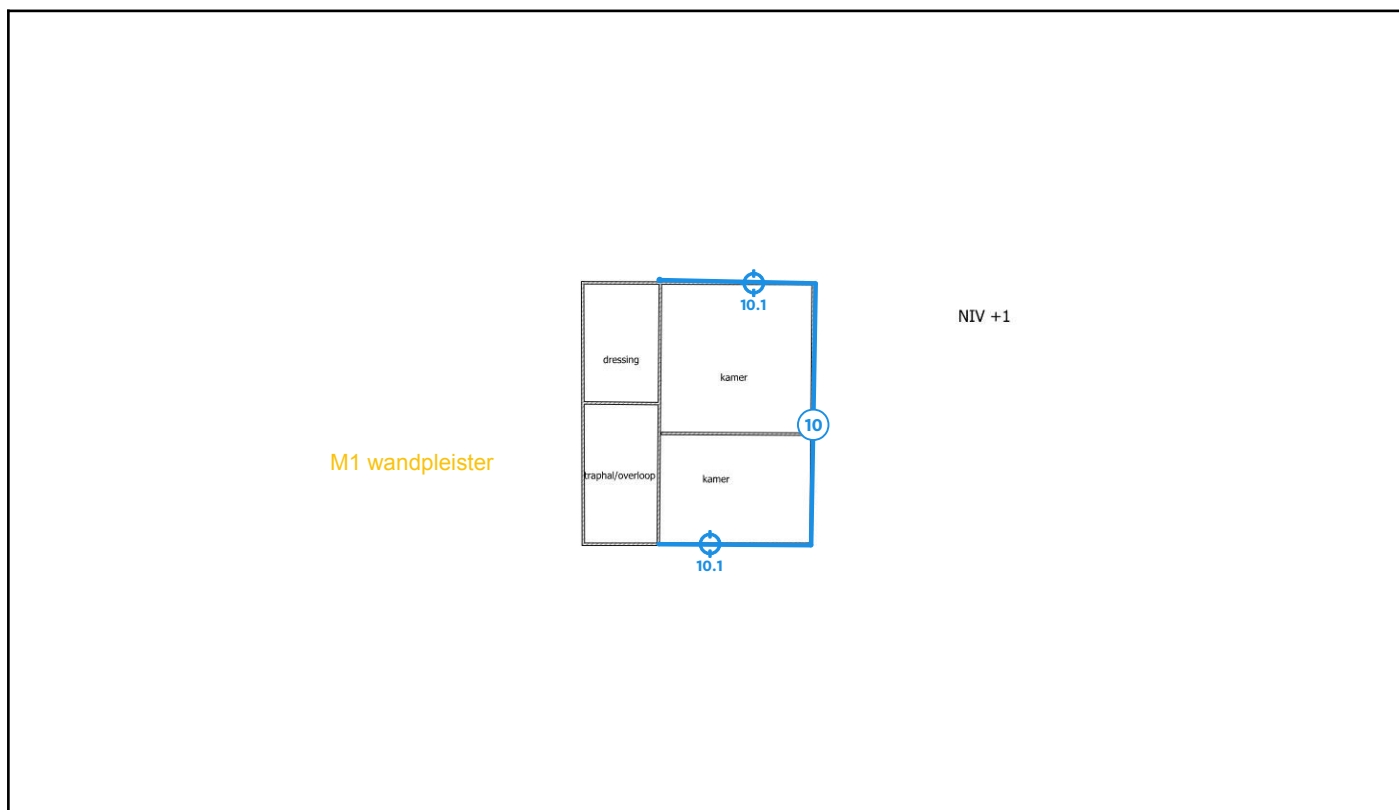 10.1
NIV +1
dressing
kamer
10
M1 wandpleister
traphal/overloop
kamer
10.1